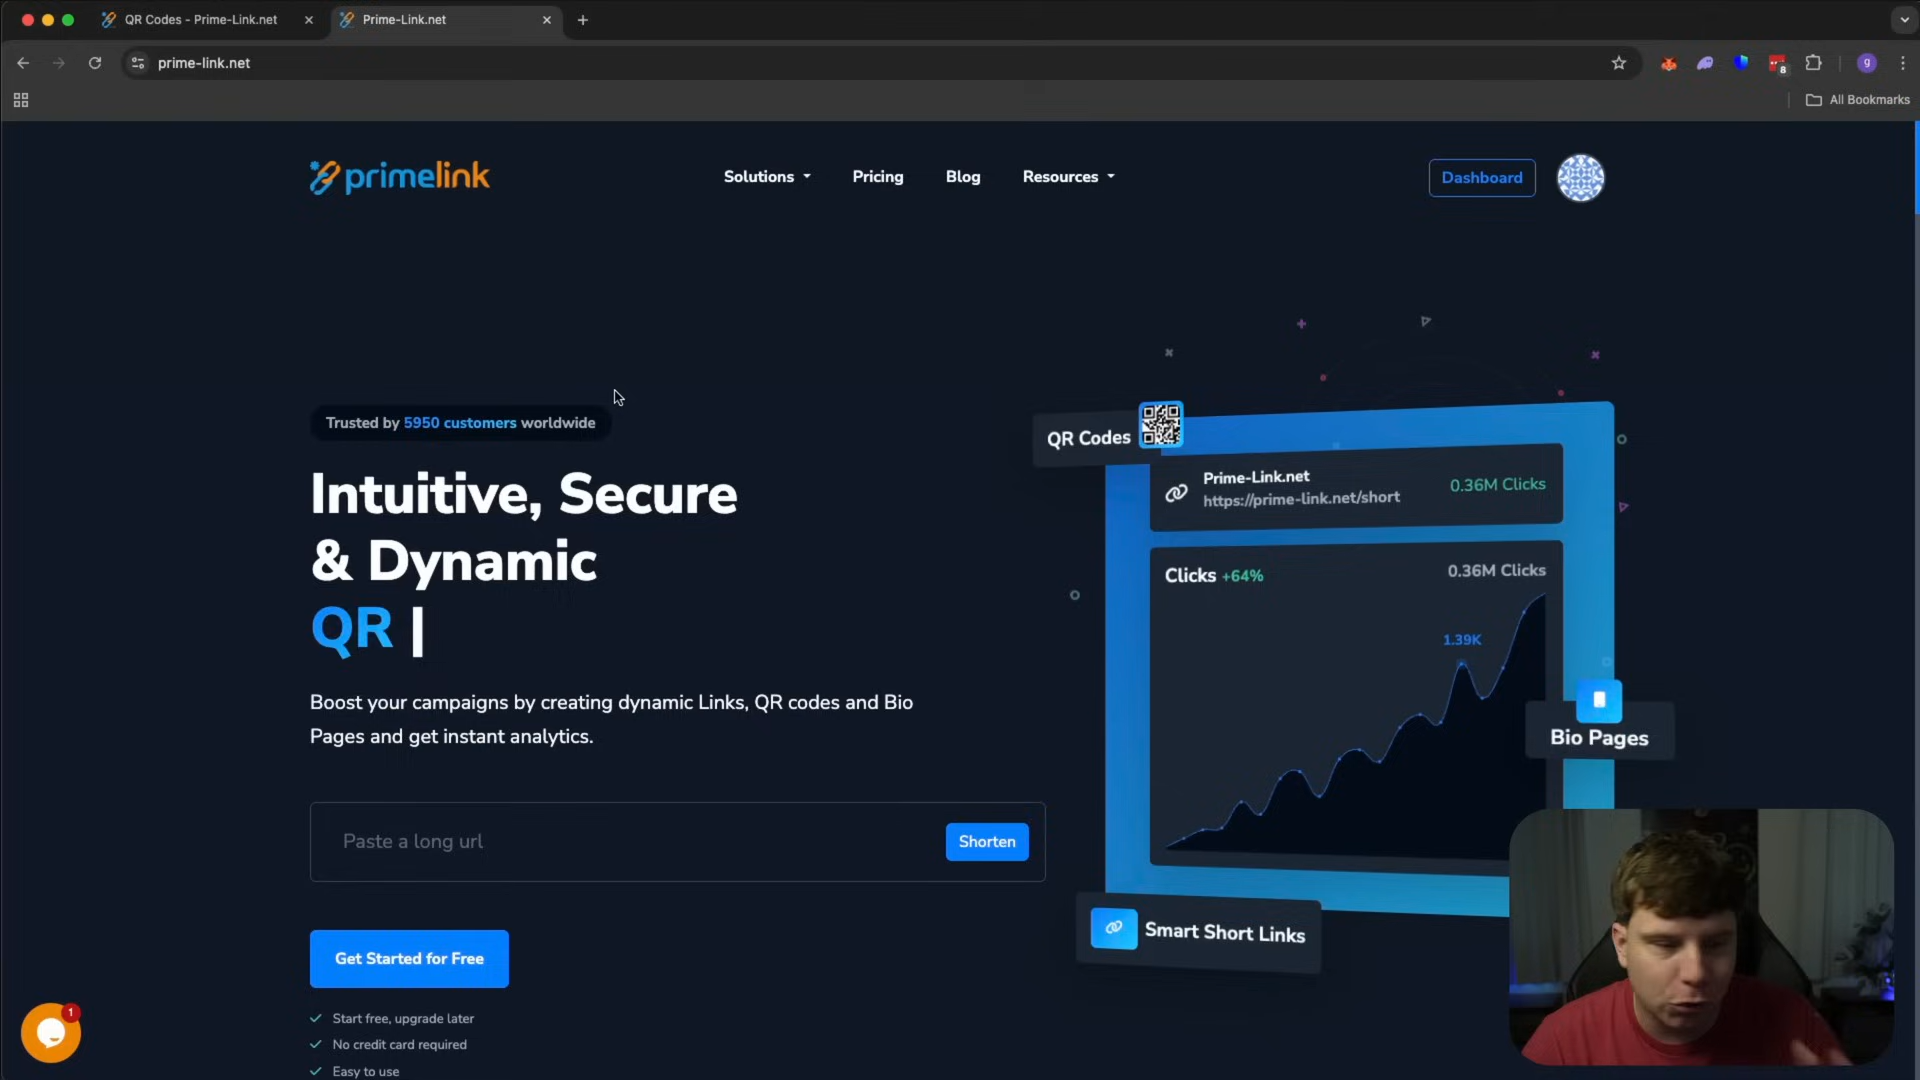 QR Codes - Prime-Link.net
Prime-Link.net
prime-link.net
8
g
All Bookmarks
primelink
Solutions
Pricing
Blog
Resources
Dashboard
Trusted by 5950 customers worldwide
Intuitive, Secure
& Dynamic
QR
Boost your campaigns by creating dynamic Links, QR codes and Bio
Pages and get instant analytics.
Paste a long url
Shorten
Get Started for Free
Start free, upgrade later
No credit card required
Easy to use
1
QR Codes
Prime-Link.net
https://prime-link.net/short
0.36M Clicks
Clicks +64%
0.36M Clicks
1.39K
Bio Pages
Smart Short Links